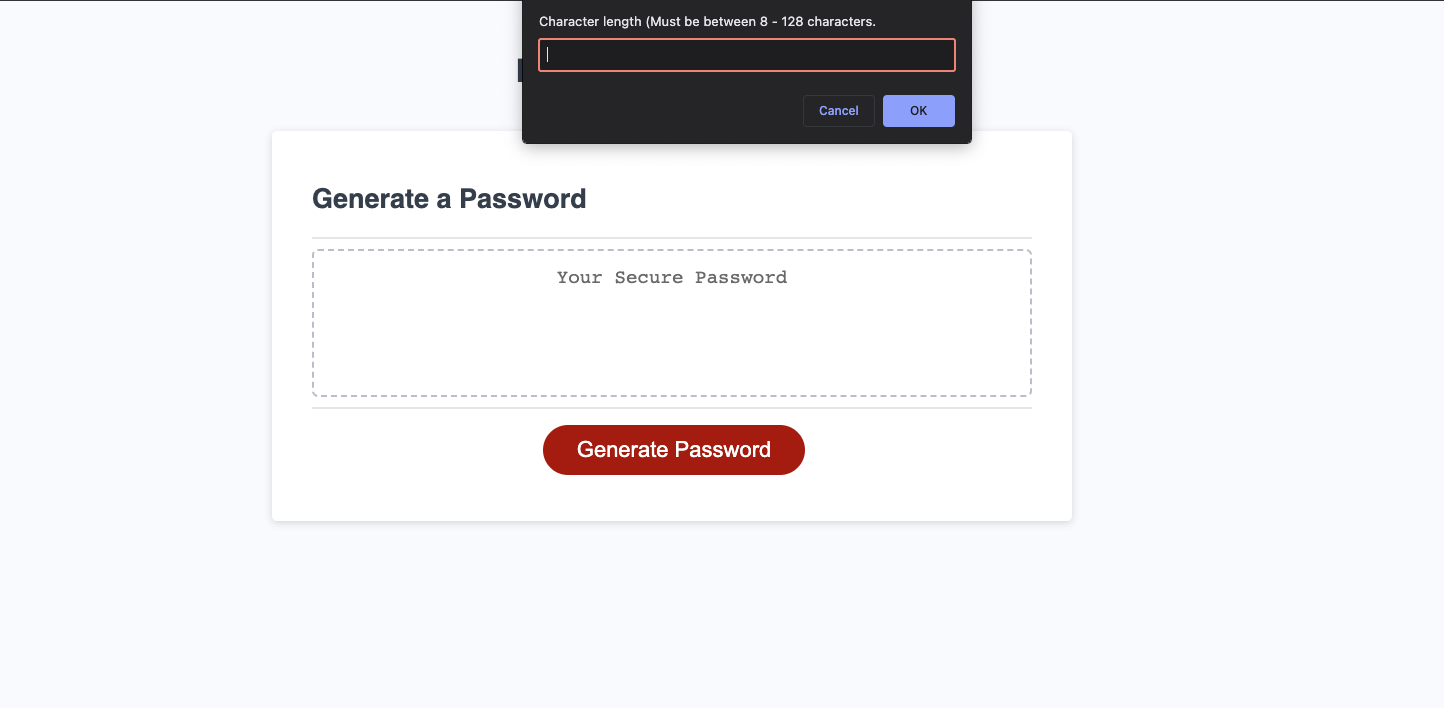 Character length (Must be between 8 - 128 characters.
Cancel
OK
Generate a Password
Your Secure Password
Generate Password